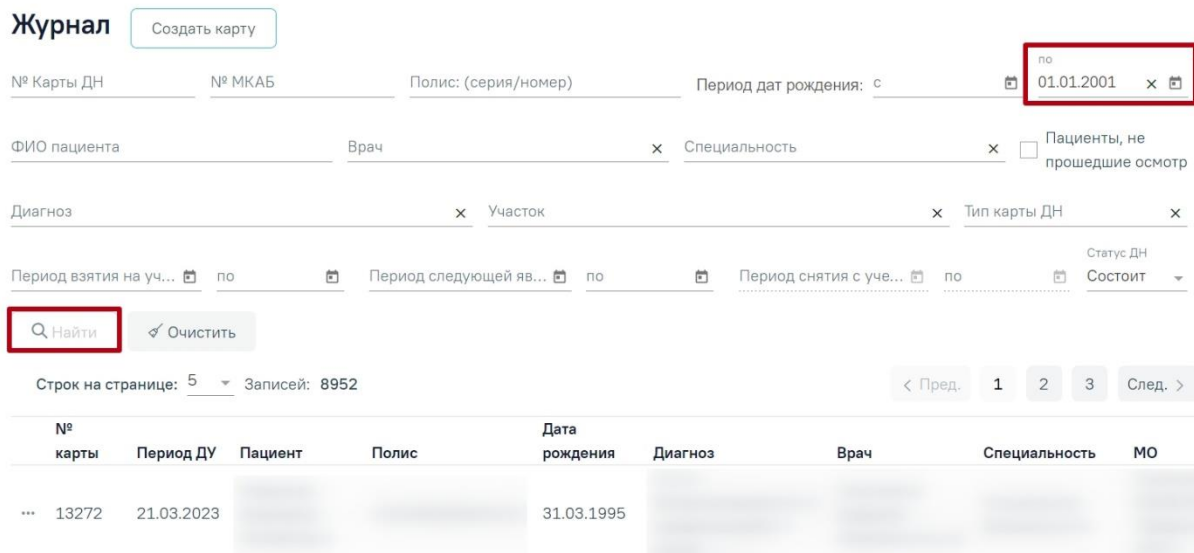 Журнал Создать карту
по
№ Карты ДН № МКАБ Полис: (серия/номер) Период дат рождения: с 01.01.2001
ФИО пациента Врач Специальность Пациенты, не
прошедшие осмотр
Диагноз Участок Тип карты ДН
Статус ДН
Период взятия на уч... по Период следующей яв... по Период снятия с уче... по Состоит
Найти Очистить
Строк на странице: 5 Записей: 8952 < Пред. 1 2 3 След. >
№ Дата
карты Период ДУ Пациент Полис рождения Диагноз Врач Специальность МО
... 13272 21.03.2023 31.03.1995